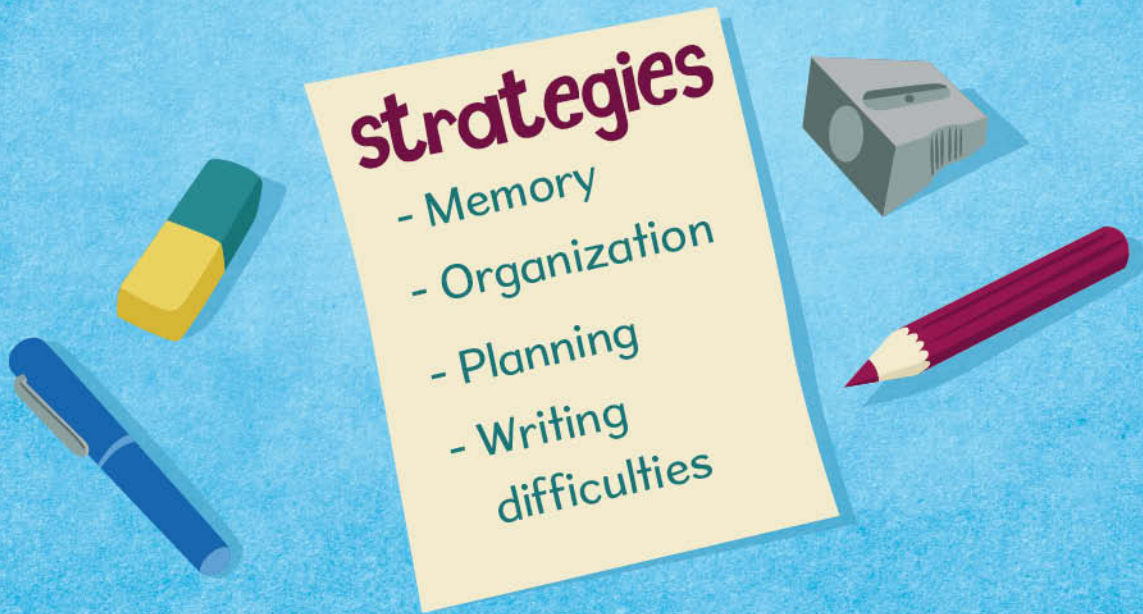 strategies
- Memory
- Organization
- Planning
- Writing
difficulties